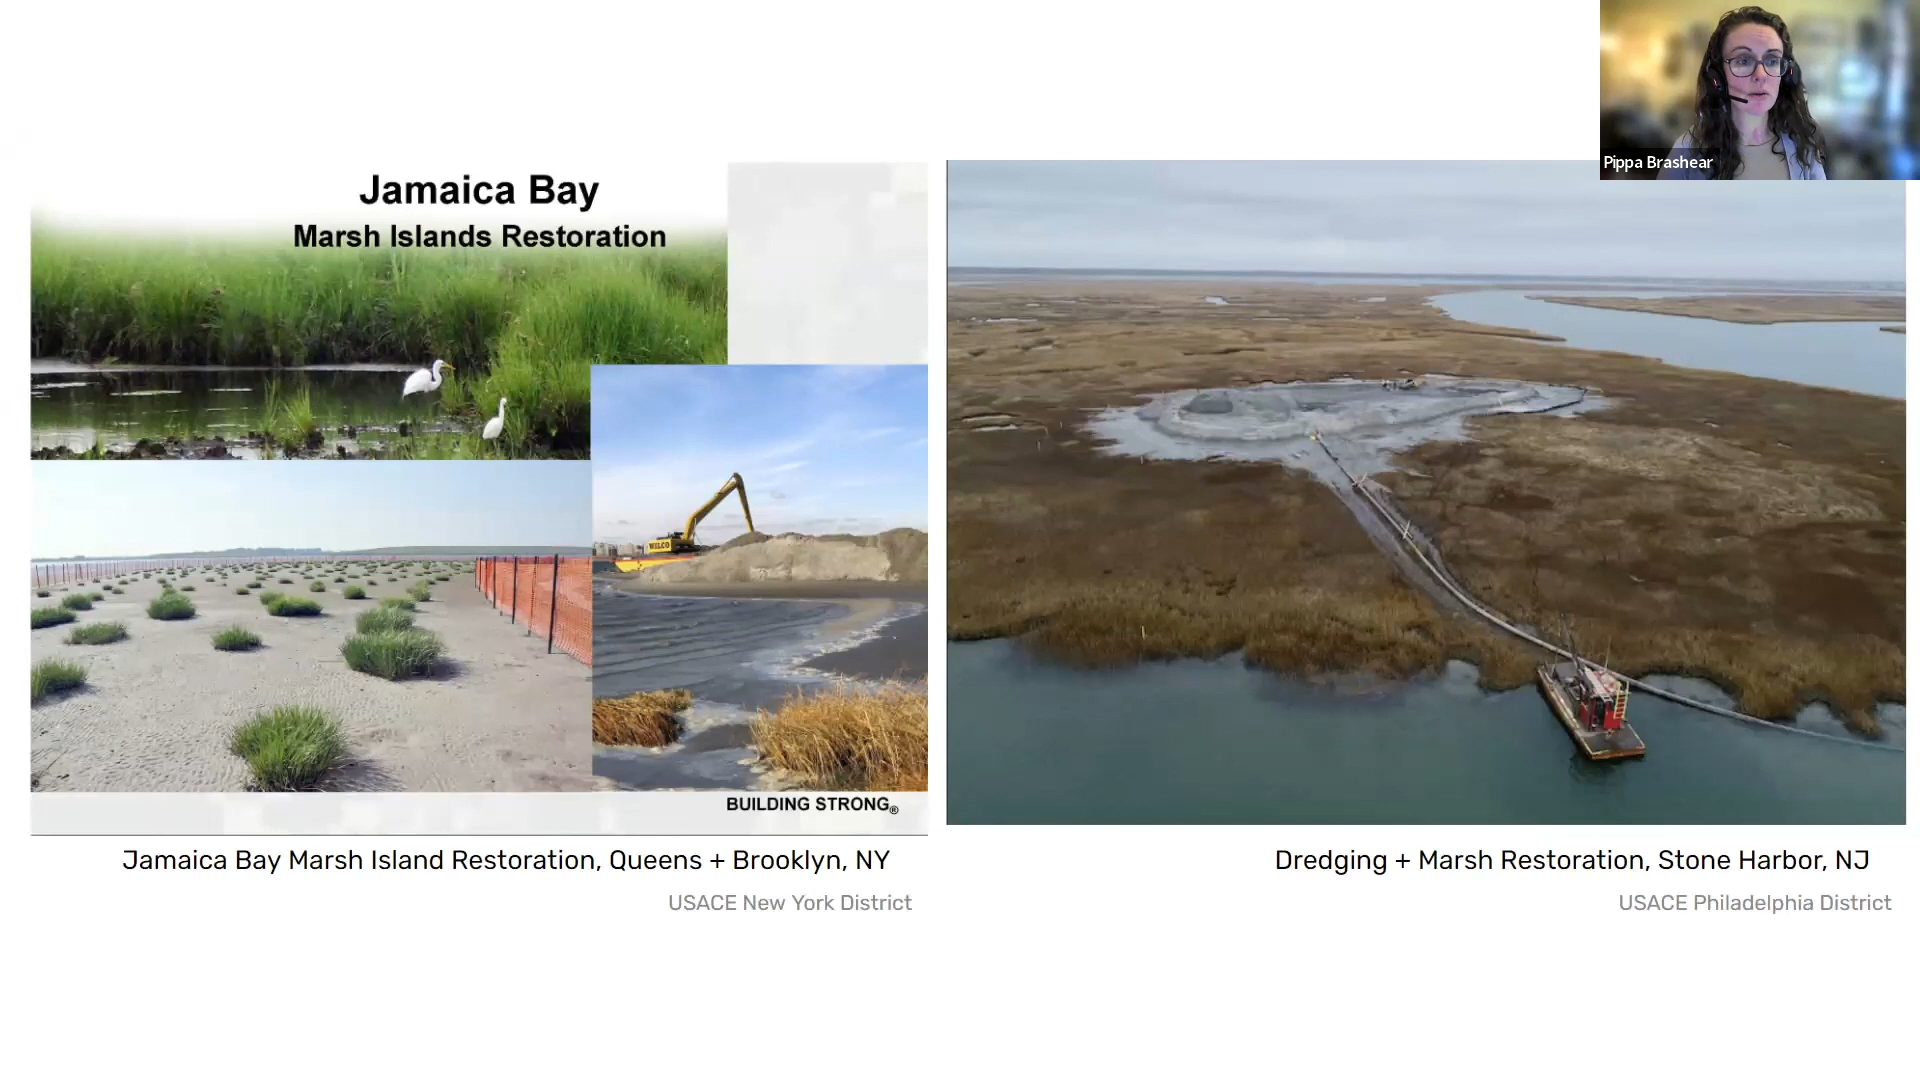 Pippa Brashear
Jamaica Bay
Marsh Islands Restoration
WILCO
BUILDING STRONG®
Jamaica Bay Marsh Island Restoration, Queens + Brooklyn, NY
USACE New York District
Dredging + Marsh Restoration, Stone Harbor, NJ
USACE Philadelphia District